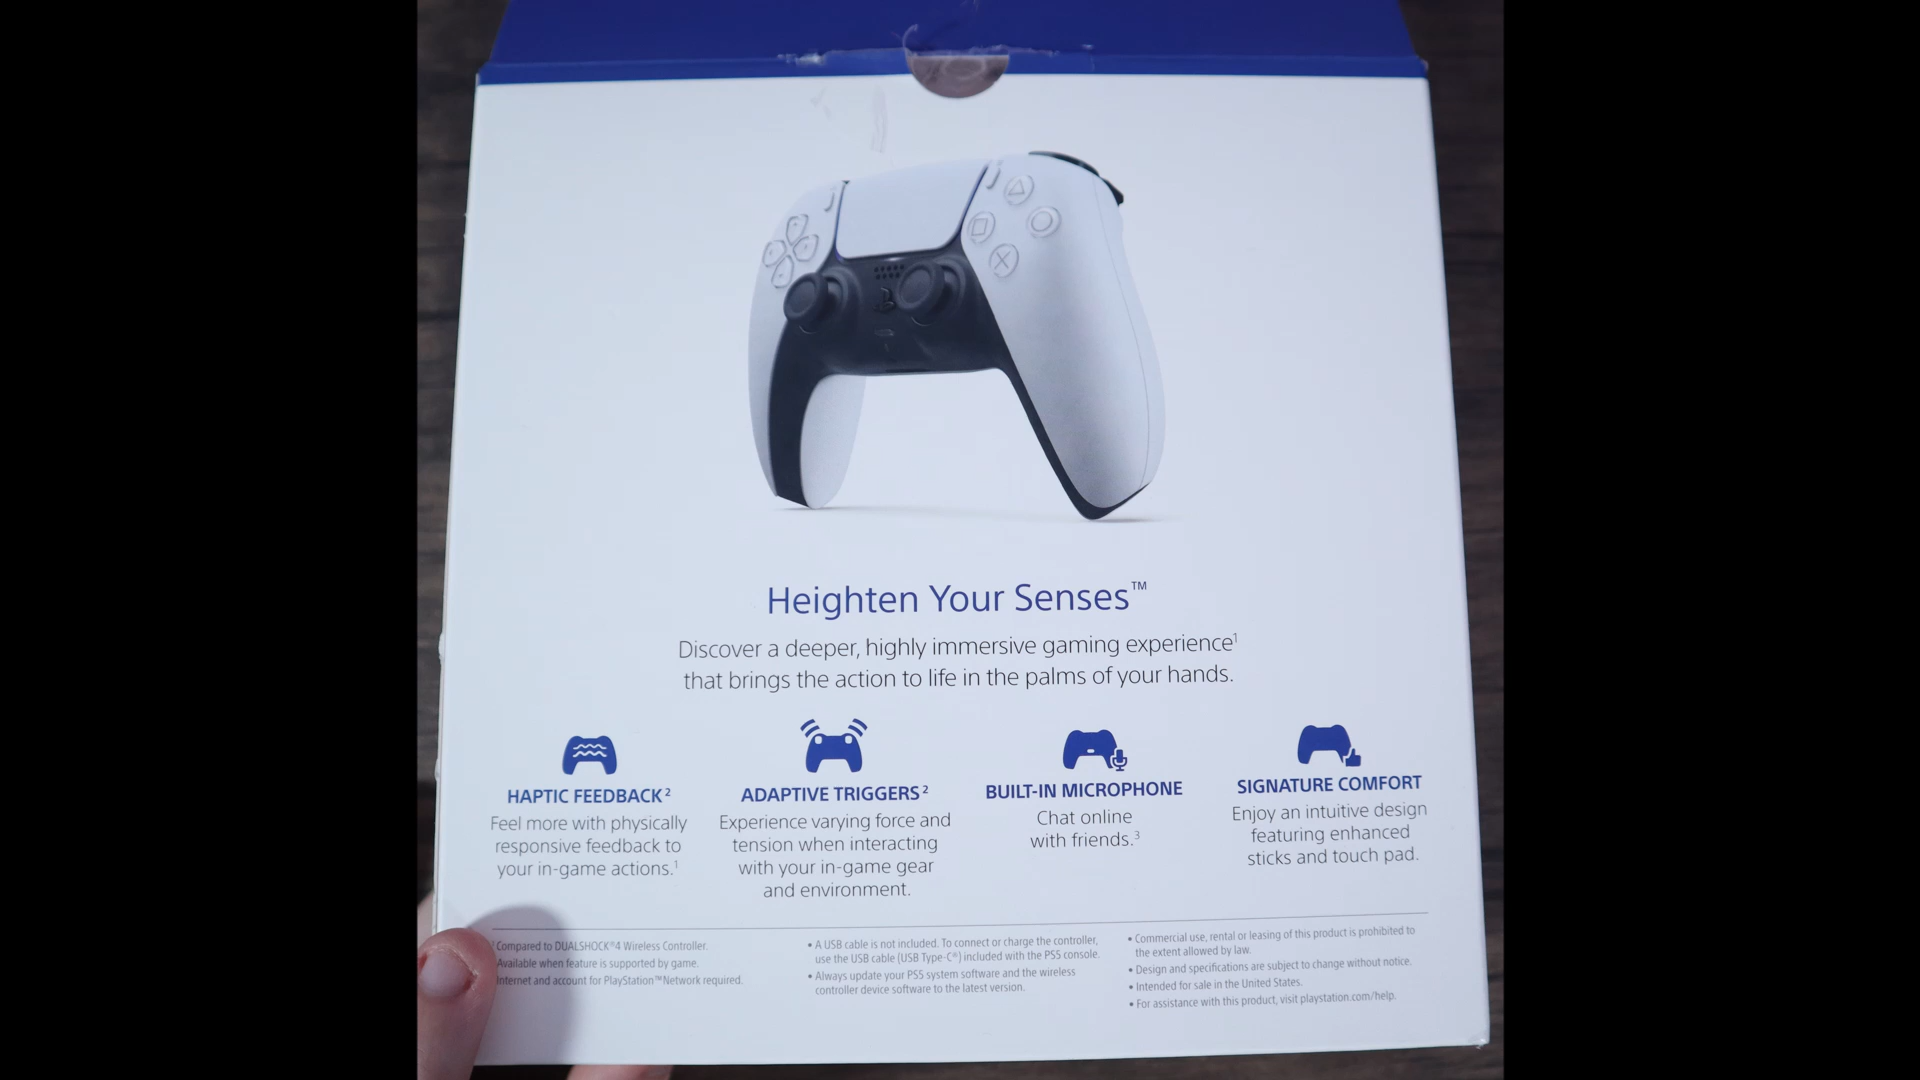 Heighten Your Senses™
Discover a deeper, highly immersive gaming experience¹
that brings the action to life in the palms of your hands.
HAPTIC FEEDBACK²
Feel more with physically
responsive feedback to
your in-game actions.¹
ADAPTIVE TRIGGERS²
Experience varying force and
tension when interacting
with your in-game gear
and environment.
BUILT-IN MICROPHONE
Chat online
with friends.³
SIGNATURE COMFORT
Enjoy an intuitive design
featuring enhanced
sticks and touch pad.
Compared to DUALSHOCK®4 Wireless Controller.
Available when feature is supported by game.
Internet and account for PlayStation™Network required.
• A USB cable is not included. To connect or charge the controller,
use the USB cable (USB Type-C®) included with the PS5 console.
• Always update your PS5 system software and the wireless
controller device software to the latest version.
• Commercial use, rental or leasing of this product is prohibited to
the extent allowed by law.
• Design and specifications are subject to change without notice.
• Intended for sale in the United States.
• For assistance with this product, visit playstation.com/help.